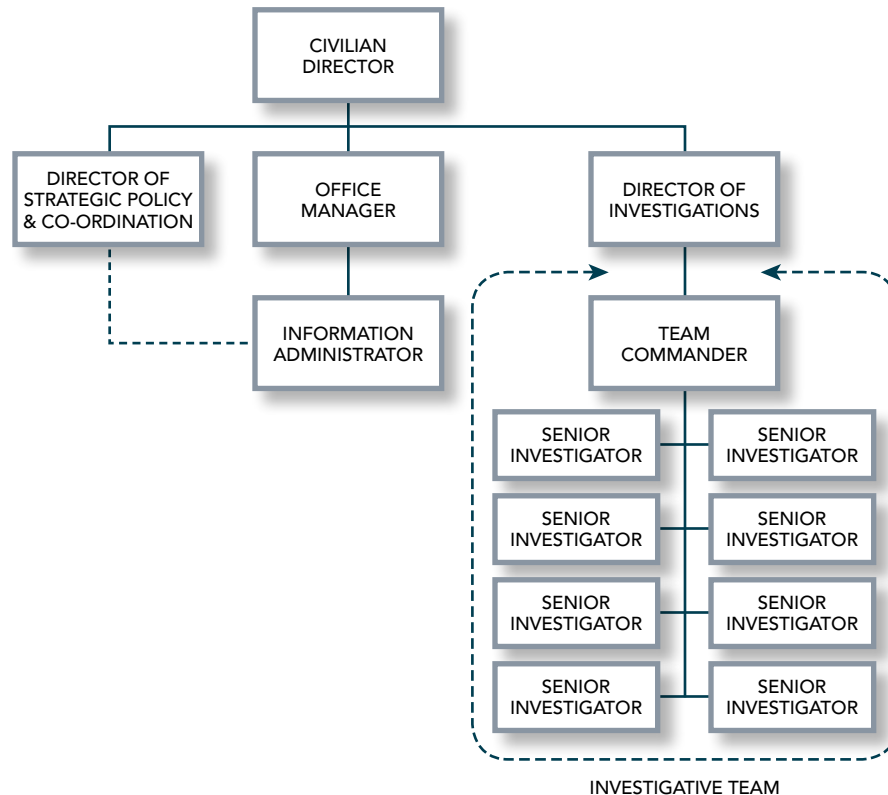 CIVILIAN
DIRECTOR
DIRECTOR OF
STRATEGIC POLICY
& CO-ORDINATION
OFFICE
MANAGER
DIRECTOR OF
INVESTIGATIONS
INFORMATION
ADMINISTRATOR
TEAM
COMMANDER
SENIOR
INVESTIGATOR
SENIOR
INVESTIGATOR
SENIOR
INVESTIGATOR
SENIOR
INVESTIGATOR
SENIOR
INVESTIGATOR
SENIOR
INVESTIGATOR
SENIOR
INVESTIGATOR
SENIOR
INVESTIGATOR
INVESTIGATIVE TEAM